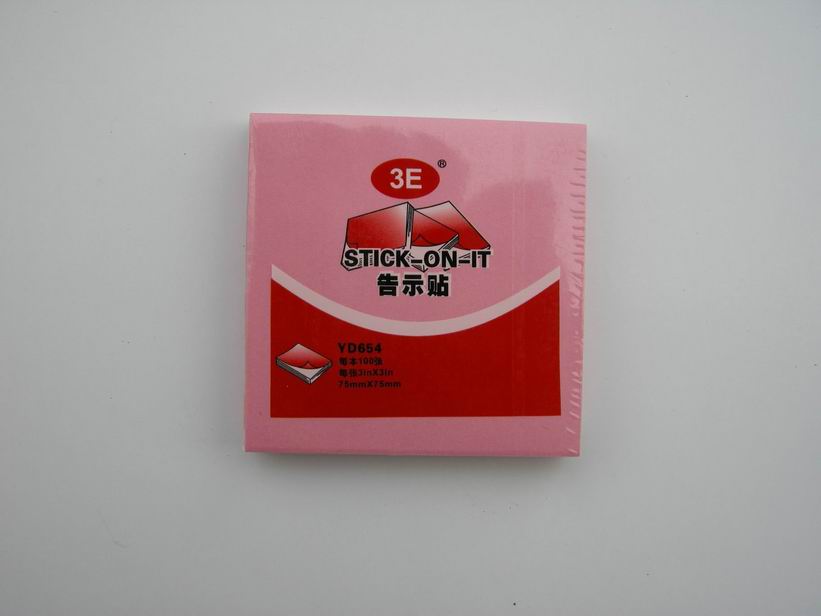 3E®
STICK-ON-IT
告示贴
YD654
每本100张
每张3inX3in
75mmX75mm